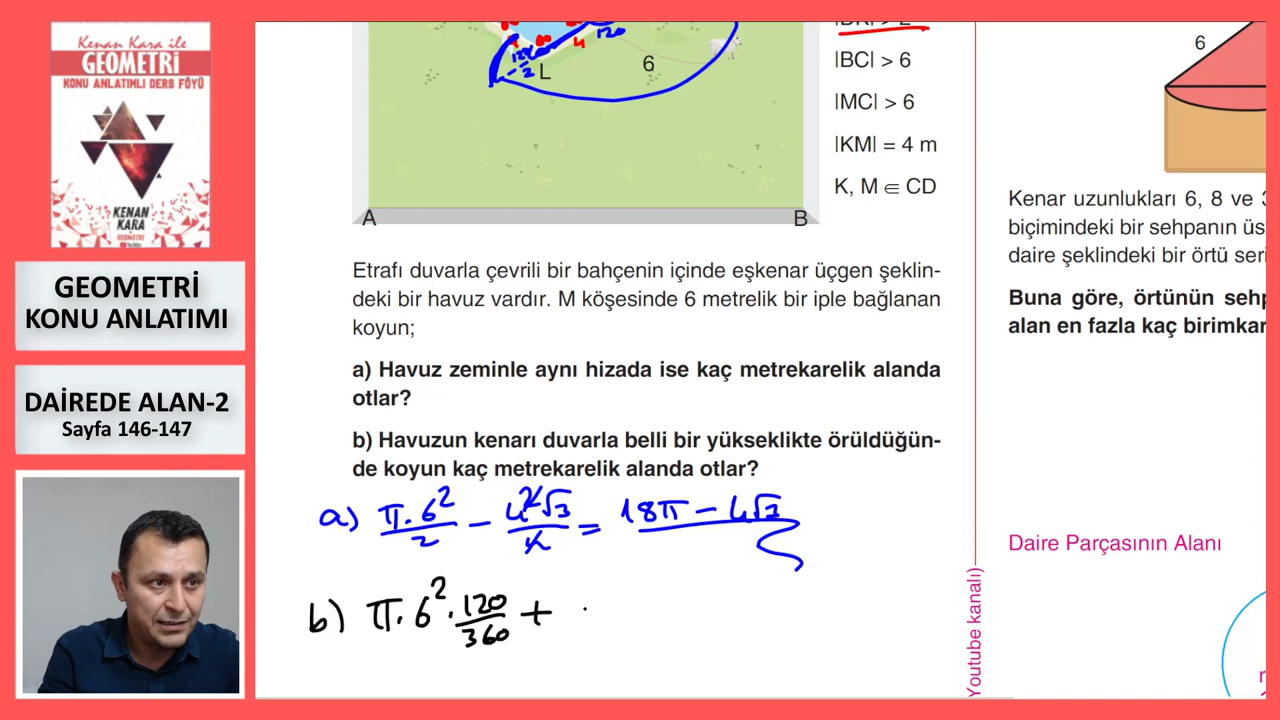 Kenan Kara ile
GEOMETRİ
KONU ANLATIMLI DERS FÖYÜ
KENAN
KARA
ile
GEOMETRİ
GEOMETRİ
KONU ANLATIMI
DAİREDE ALAN-2
Sayfa 146-147
120
4
L
6
A
B
|BC| > 6
|MC| > 6
|KM| = 4 m
K, M ∈ CD
Etrafı duvarla çevrili bir bahçenin içinde eşkenar üçgen şeklin-
deki bir havuz vardır. M köşesinde 6 metrelik bir iple bağlanan
koyun;
a) Havuz zeminle aynı hizada ise kaç metrekarelik alanda
otlar?
b) Havuzun kenarı duvarla belli bir yükseklikte örüldüğün-
de koyun kaç metrekarelik alanda otlar?
a) π.6²/2 - 4²√3/4 = 18π - 4√3
b) π.6².120/360 +
Youtube kanalı)
6
Kenar uzunlukları 6, 8 ve
biçimindeki bir sehpanın üs
daire şeklindeki bir örtü seri
Buna göre, örtünün sehp
alan en fazla kaç birimkar
Daire Parçasının Alanı